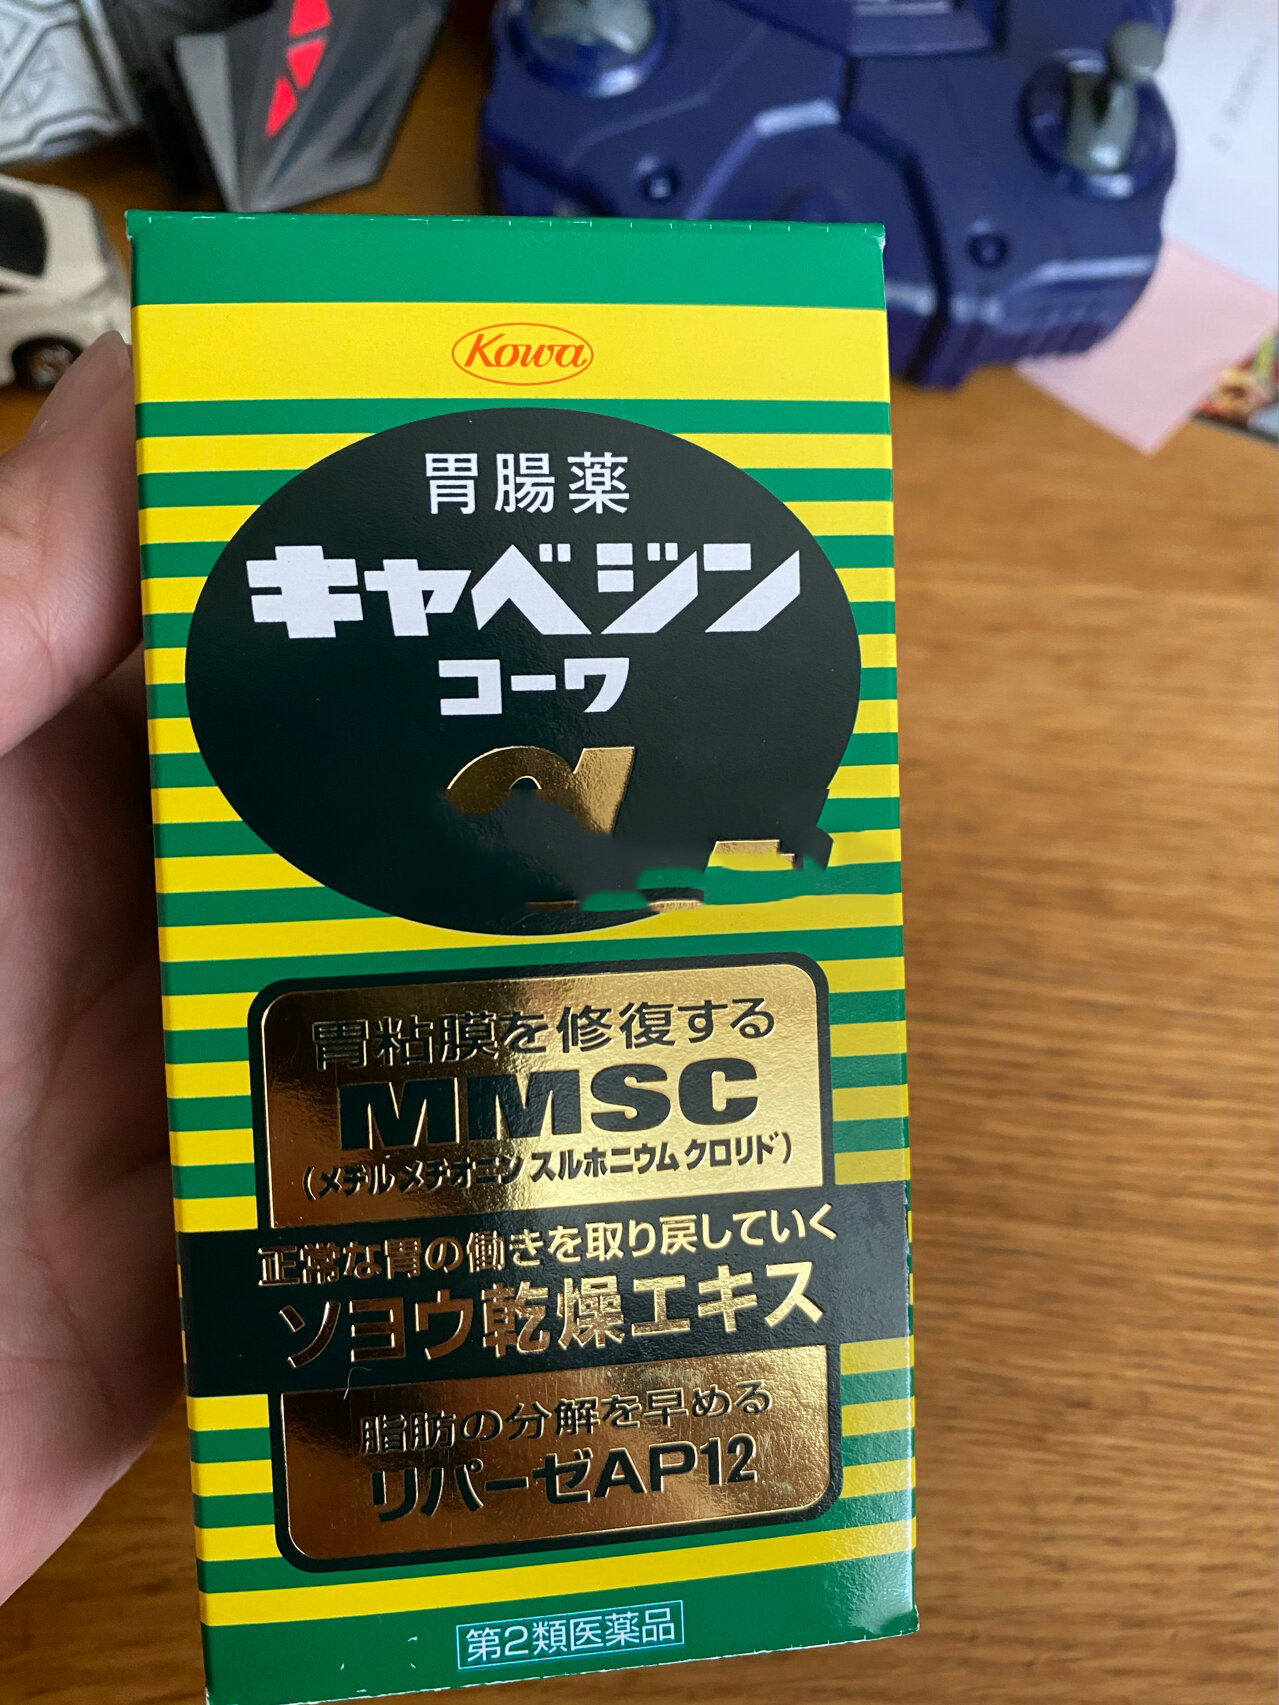 Kowa
胃腸薬
キャベジン
コーワ
α
胃粘膜を修復する
MMSC
(メチルメチオニンスルホニウムクロリド)
正常な胃の働きを取り戻していく
ソヨウ乾燥エキス
脂肪の分解を早める
リパーゼAP12
第2類医薬品